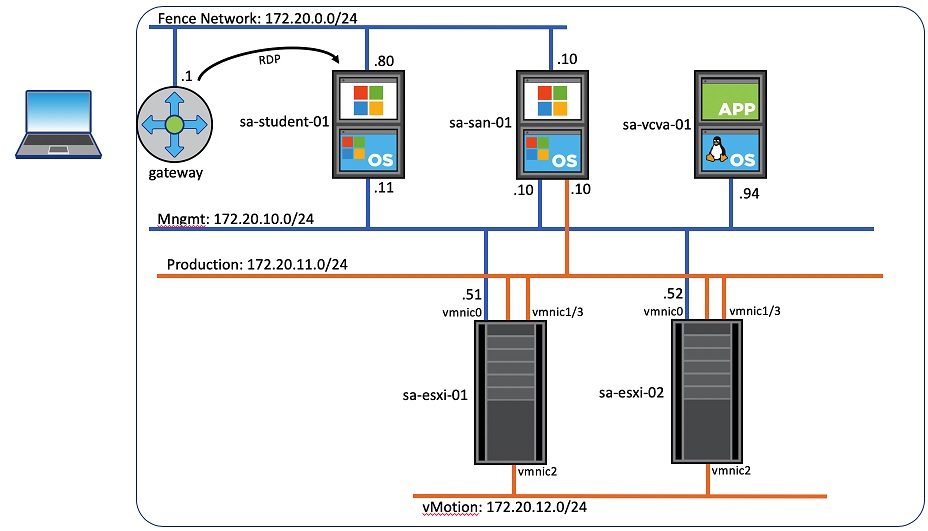 Fence Network: 172.20.0.0/24
.1
RDP
.80
.10
sa-student-01
sa-san-01
sa-vcva-01
APP
OS
OS
OS
gateway
.11
.10
.10
.94
Mngmt: 172.20.10.0/24
Production: 172.20.11.0/24
.51
.52
vmnic0
vmnic1/3
vmnic0
vmnic1/3
sa-esxi-01
sa-esxi-02
vmnic2
vmnic2
vMotion: 172.20.12.0/24